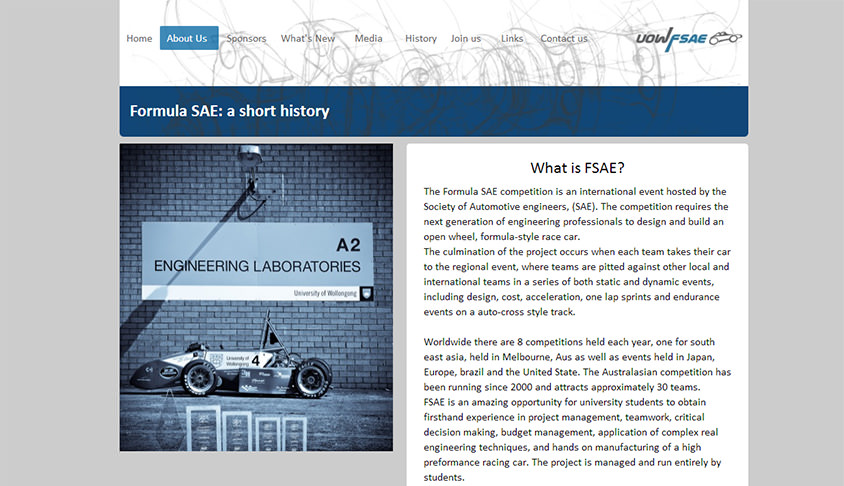 Home About Us Sponsors What's New Media History Join us Links Contact us
UOW/FSAE
Formula SAE: a short history
A2
ENGINEERING LABORATORIES
University of Wollongong
University of
Wollongong
4
What is FSAE?
The Formula SAE competition is an international event hosted by the
Society of Automotive engineers, (SAE). The competition requires the
next generation of engineering professionals to design and build an
open wheel, formula-style race car.
The culmination of the project occurs when each team takes their car
to the regional event, where teams are pitted against other local and
international teams in a series of both static and dynamic events,
including design, cost, acceleration, one lap sprints and endurance
events on a auto-cross style track.
Worldwide there are 8 competitions held each year, one for south
east asia, held in Melbourne, Aus as well as events held in Japan,
Europe, brazil and the United State. The Australasian competition has
been running since 2000 and attracts approximately 30 teams.
FSAE is an amazing opportunity for university students to obtain
firsthand experience in project management, teamwork, critical
decision making, budget management, application of complex real
engineering techniques, and hands on manufacturing of a high
preformance racing car. The project is managed and run entirely by
students.